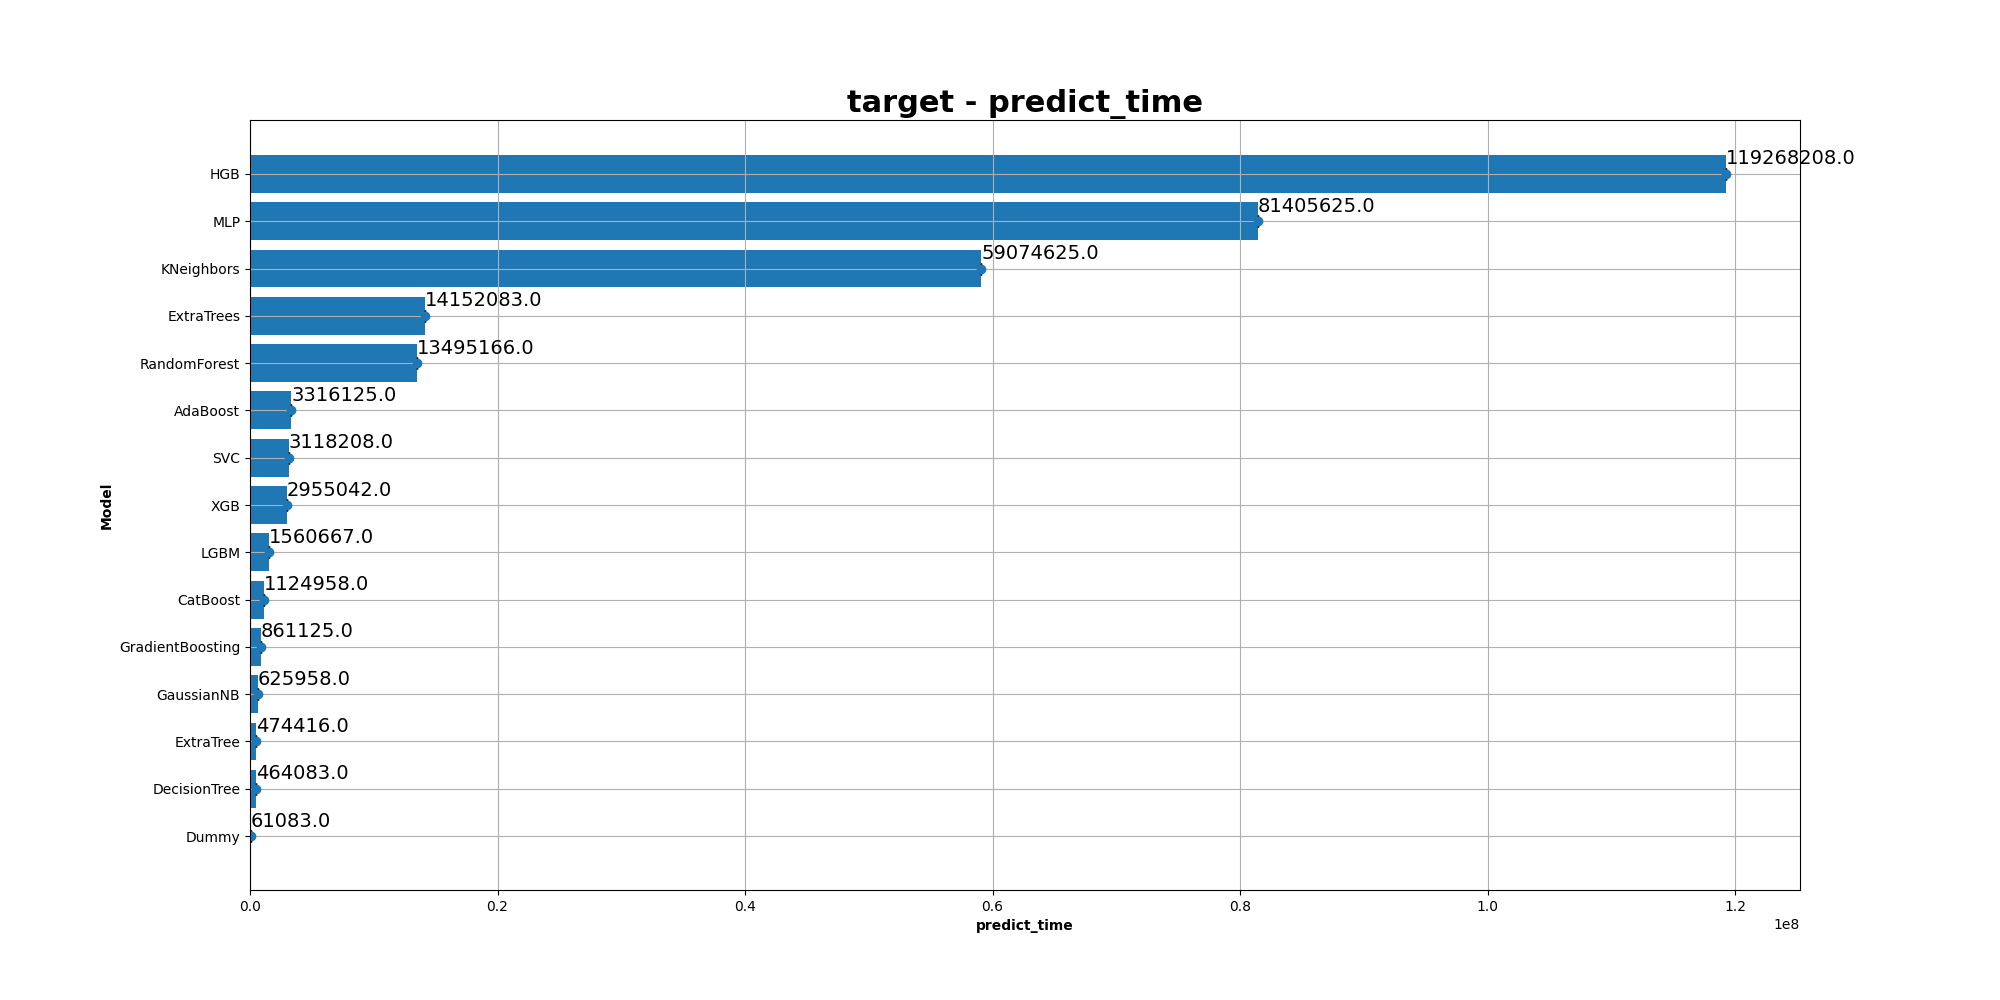 target - predict_time
HGB 119268208.0
MLP 81405625.0
KNeighbors 59074625.0
ExtraTrees 14152083.0
RandomForest 13495166.0
AdaBoost 3316125.0
SVC 3118208.0
XGB 2955042.0
LGBM 1560667.0
CatBoost 1124958.0
GradientBoosting 861125.0
GaussianNB 625958.0
ExtraTree 474416.0
DecisionTree 464083.0
Dummy 61083.0
Model
0.0 0.2 0.4 0.6 0.8 1.0 1.2
predict_time
1e8